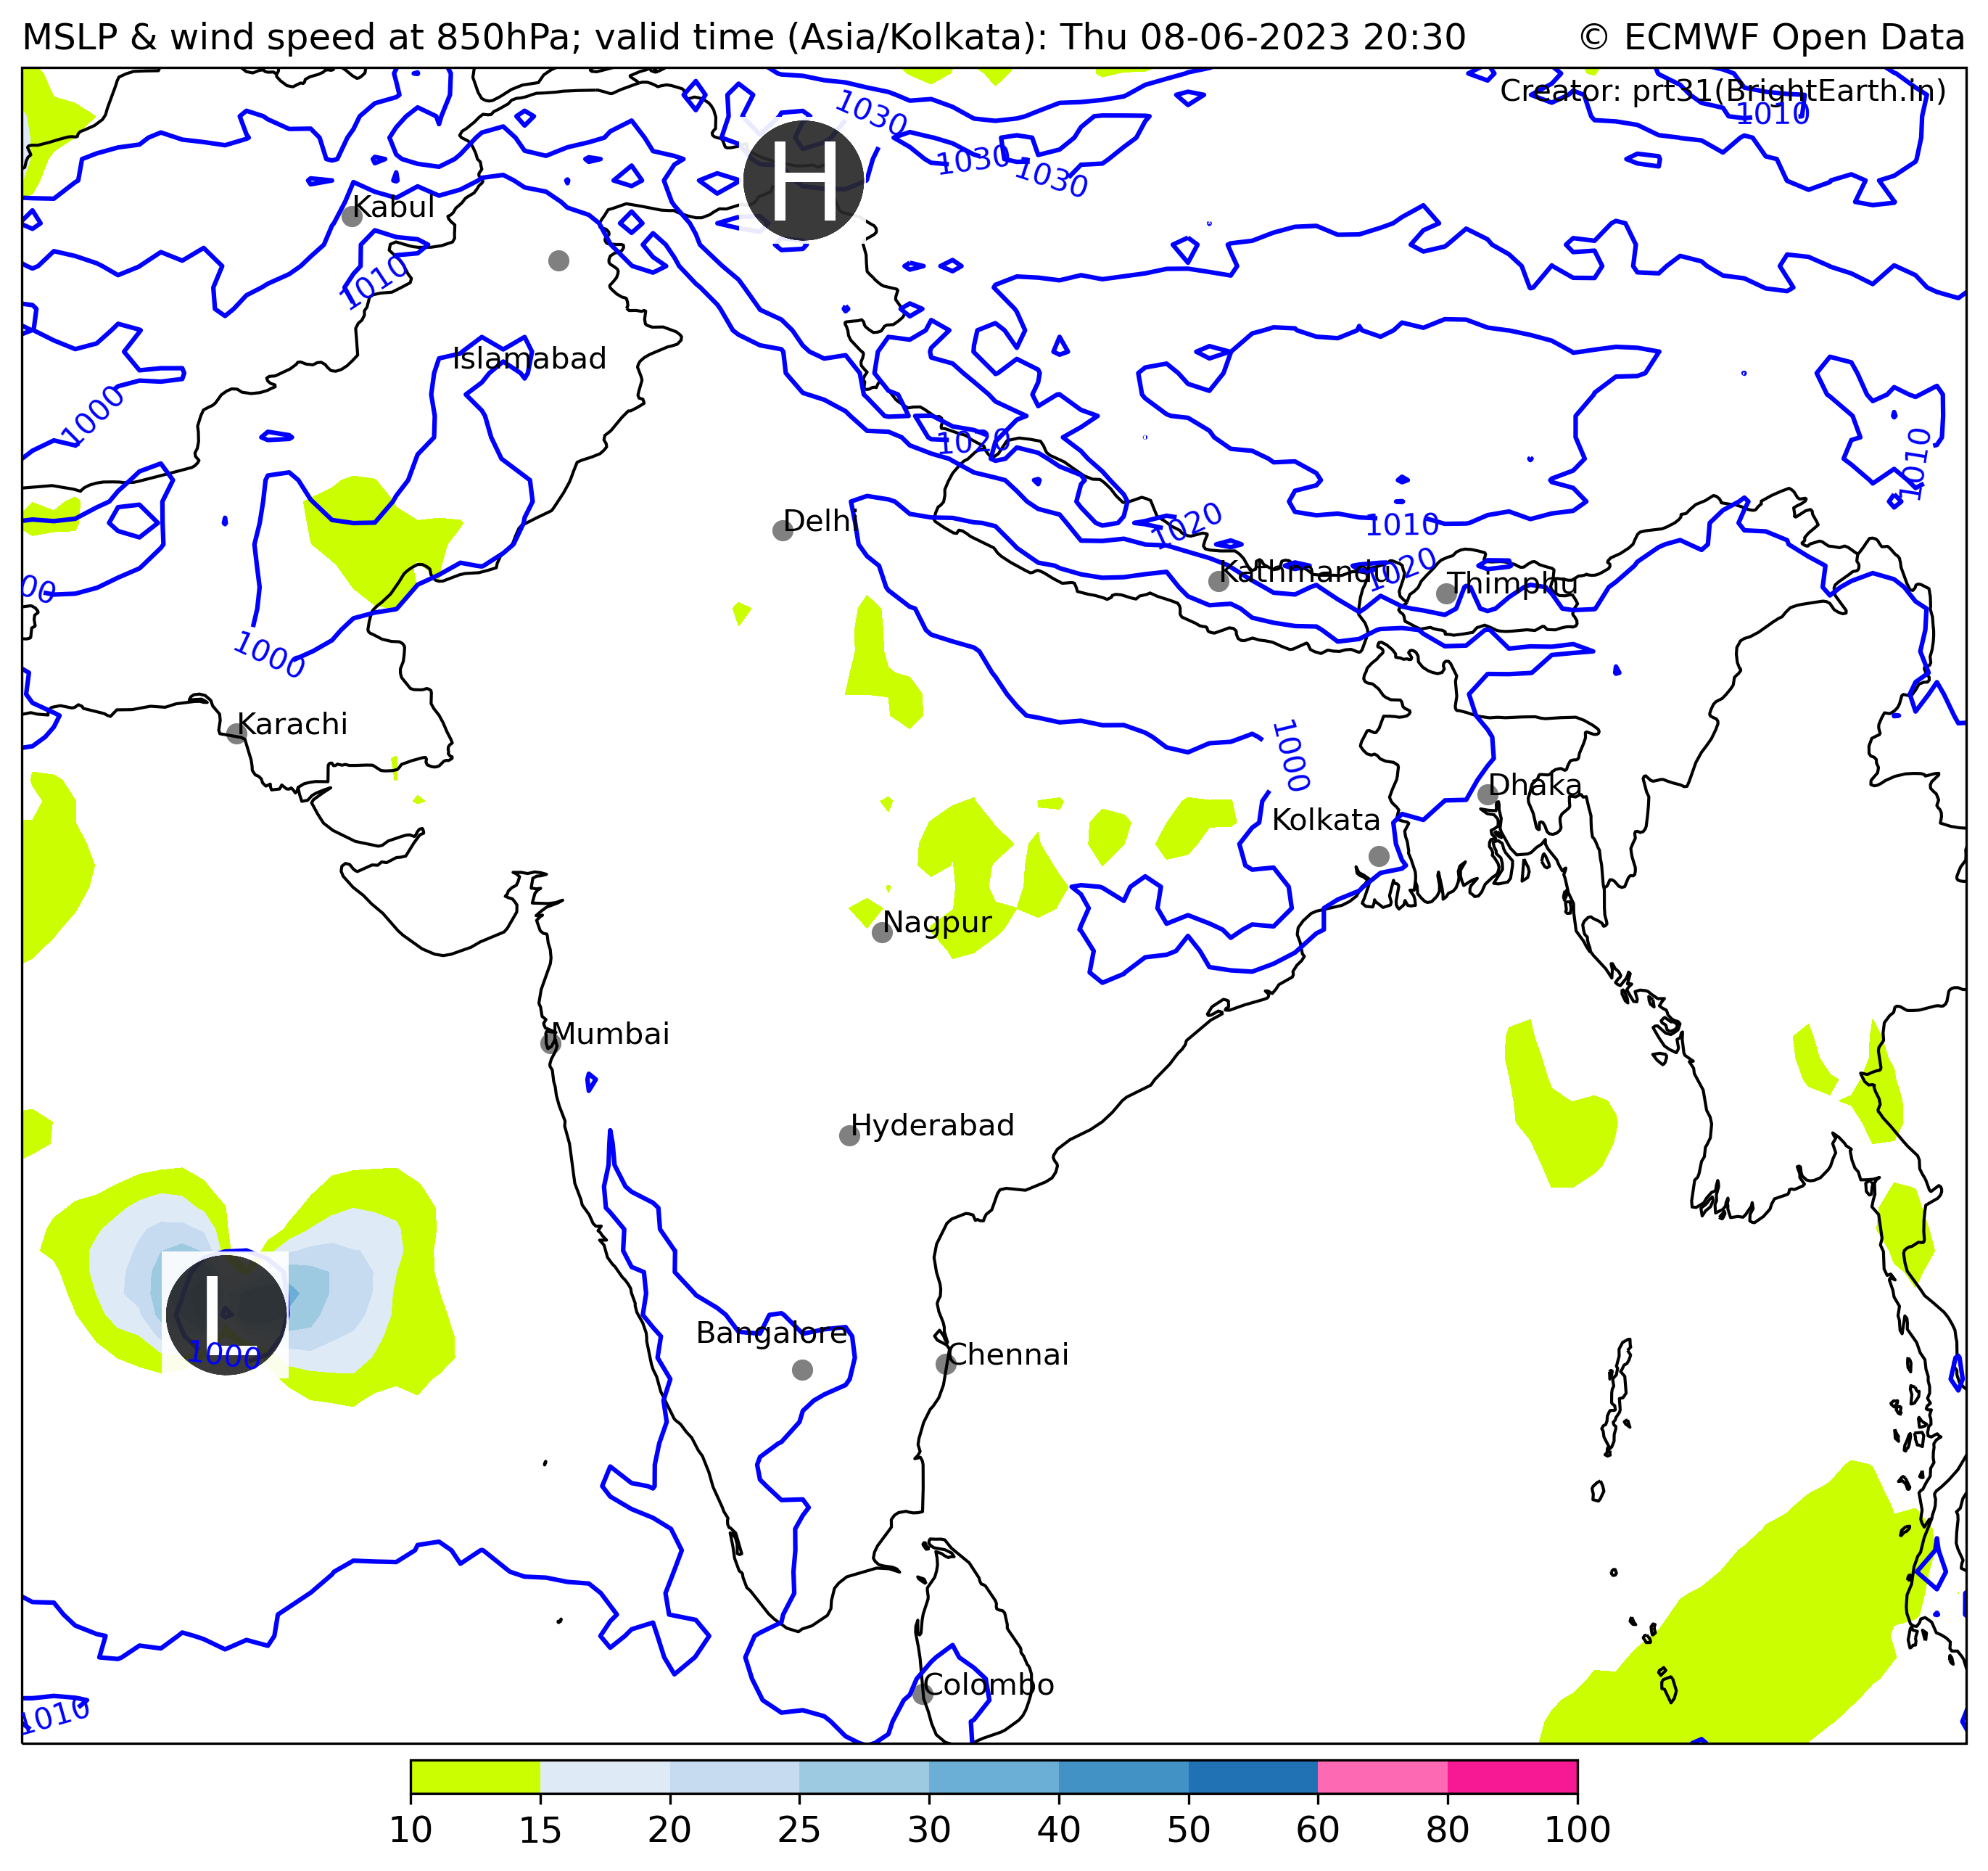 MSLP & wind speed at 850hPa; valid time (Asia/Kolkata): Thu 08-06-2023 20:30 © ECMWF Open Data
Creator: prt31(BrightEarth.in)
1030
1010
H
1030
1030
Kabul
1010
Islamabad
1000
1020
1010
Delhi
1020
1010
Kathmandu
1020
Thimphu
00
1000
Karachi
1000
Dhaka
Kolkata
Nagpur
Mumbai
Hyderabad
L
1000
Bangalore
Chennai
Colombo
1010
10 15 20 25 30 40 50 60 80 100